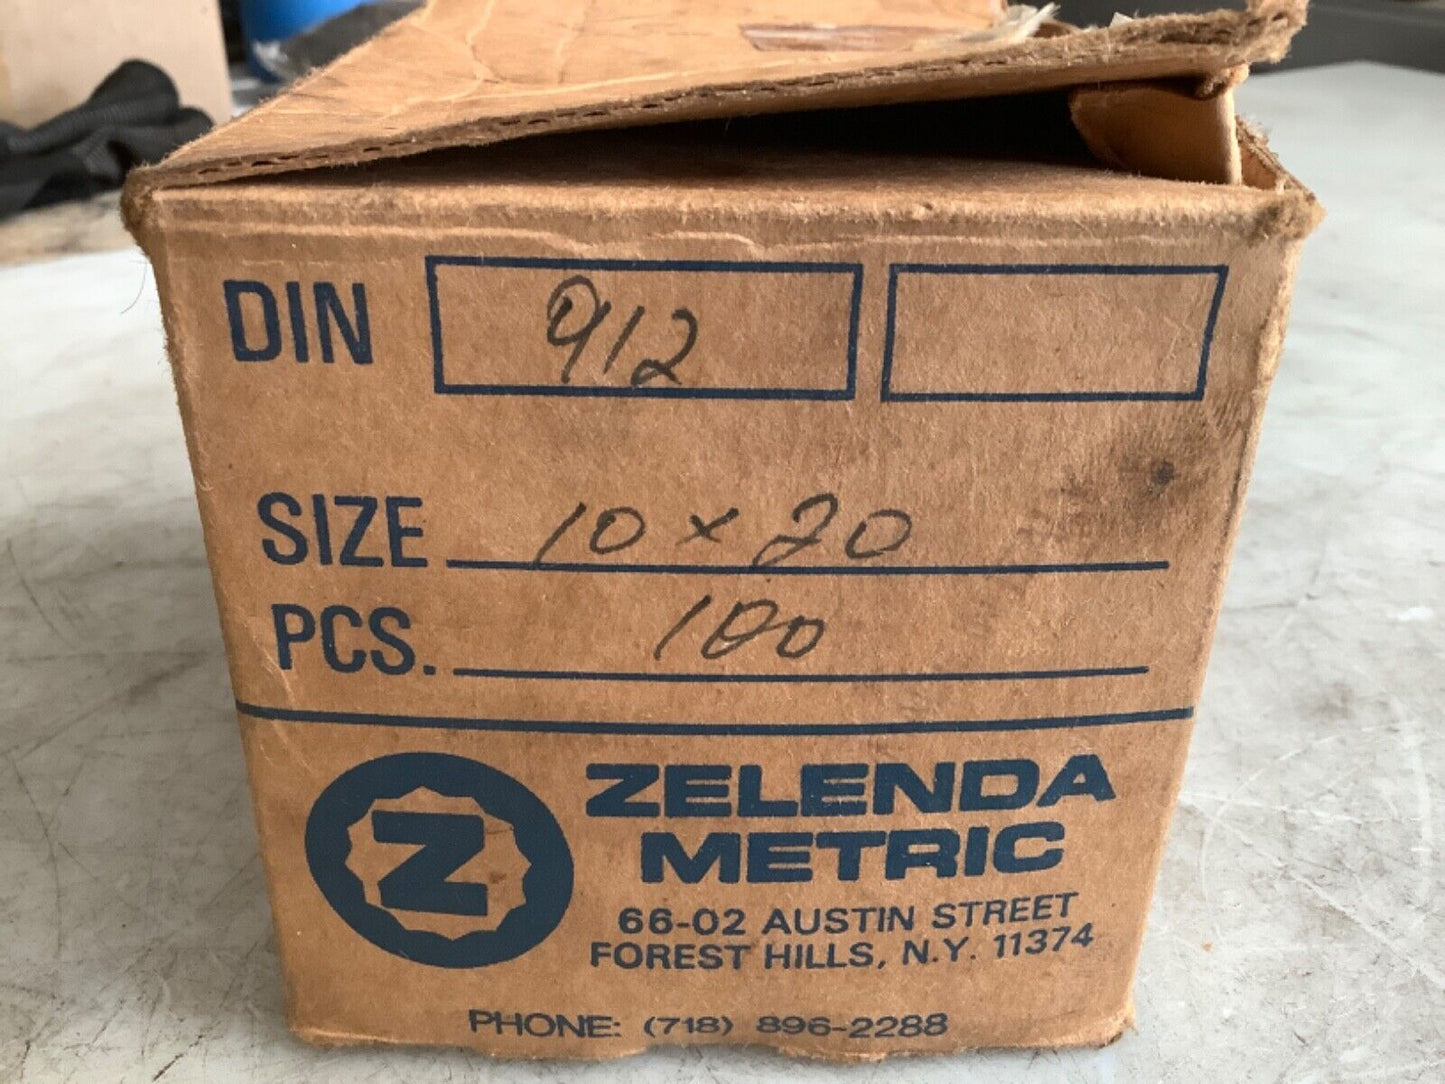 DIN 912
SIZE 10 x 20
PCS. 100
Z
ZELENDA
METRIC
66-02 AUSTIN STREET
FOREST HILLS, N.Y. 11374
PHONE: (718) 896-2288